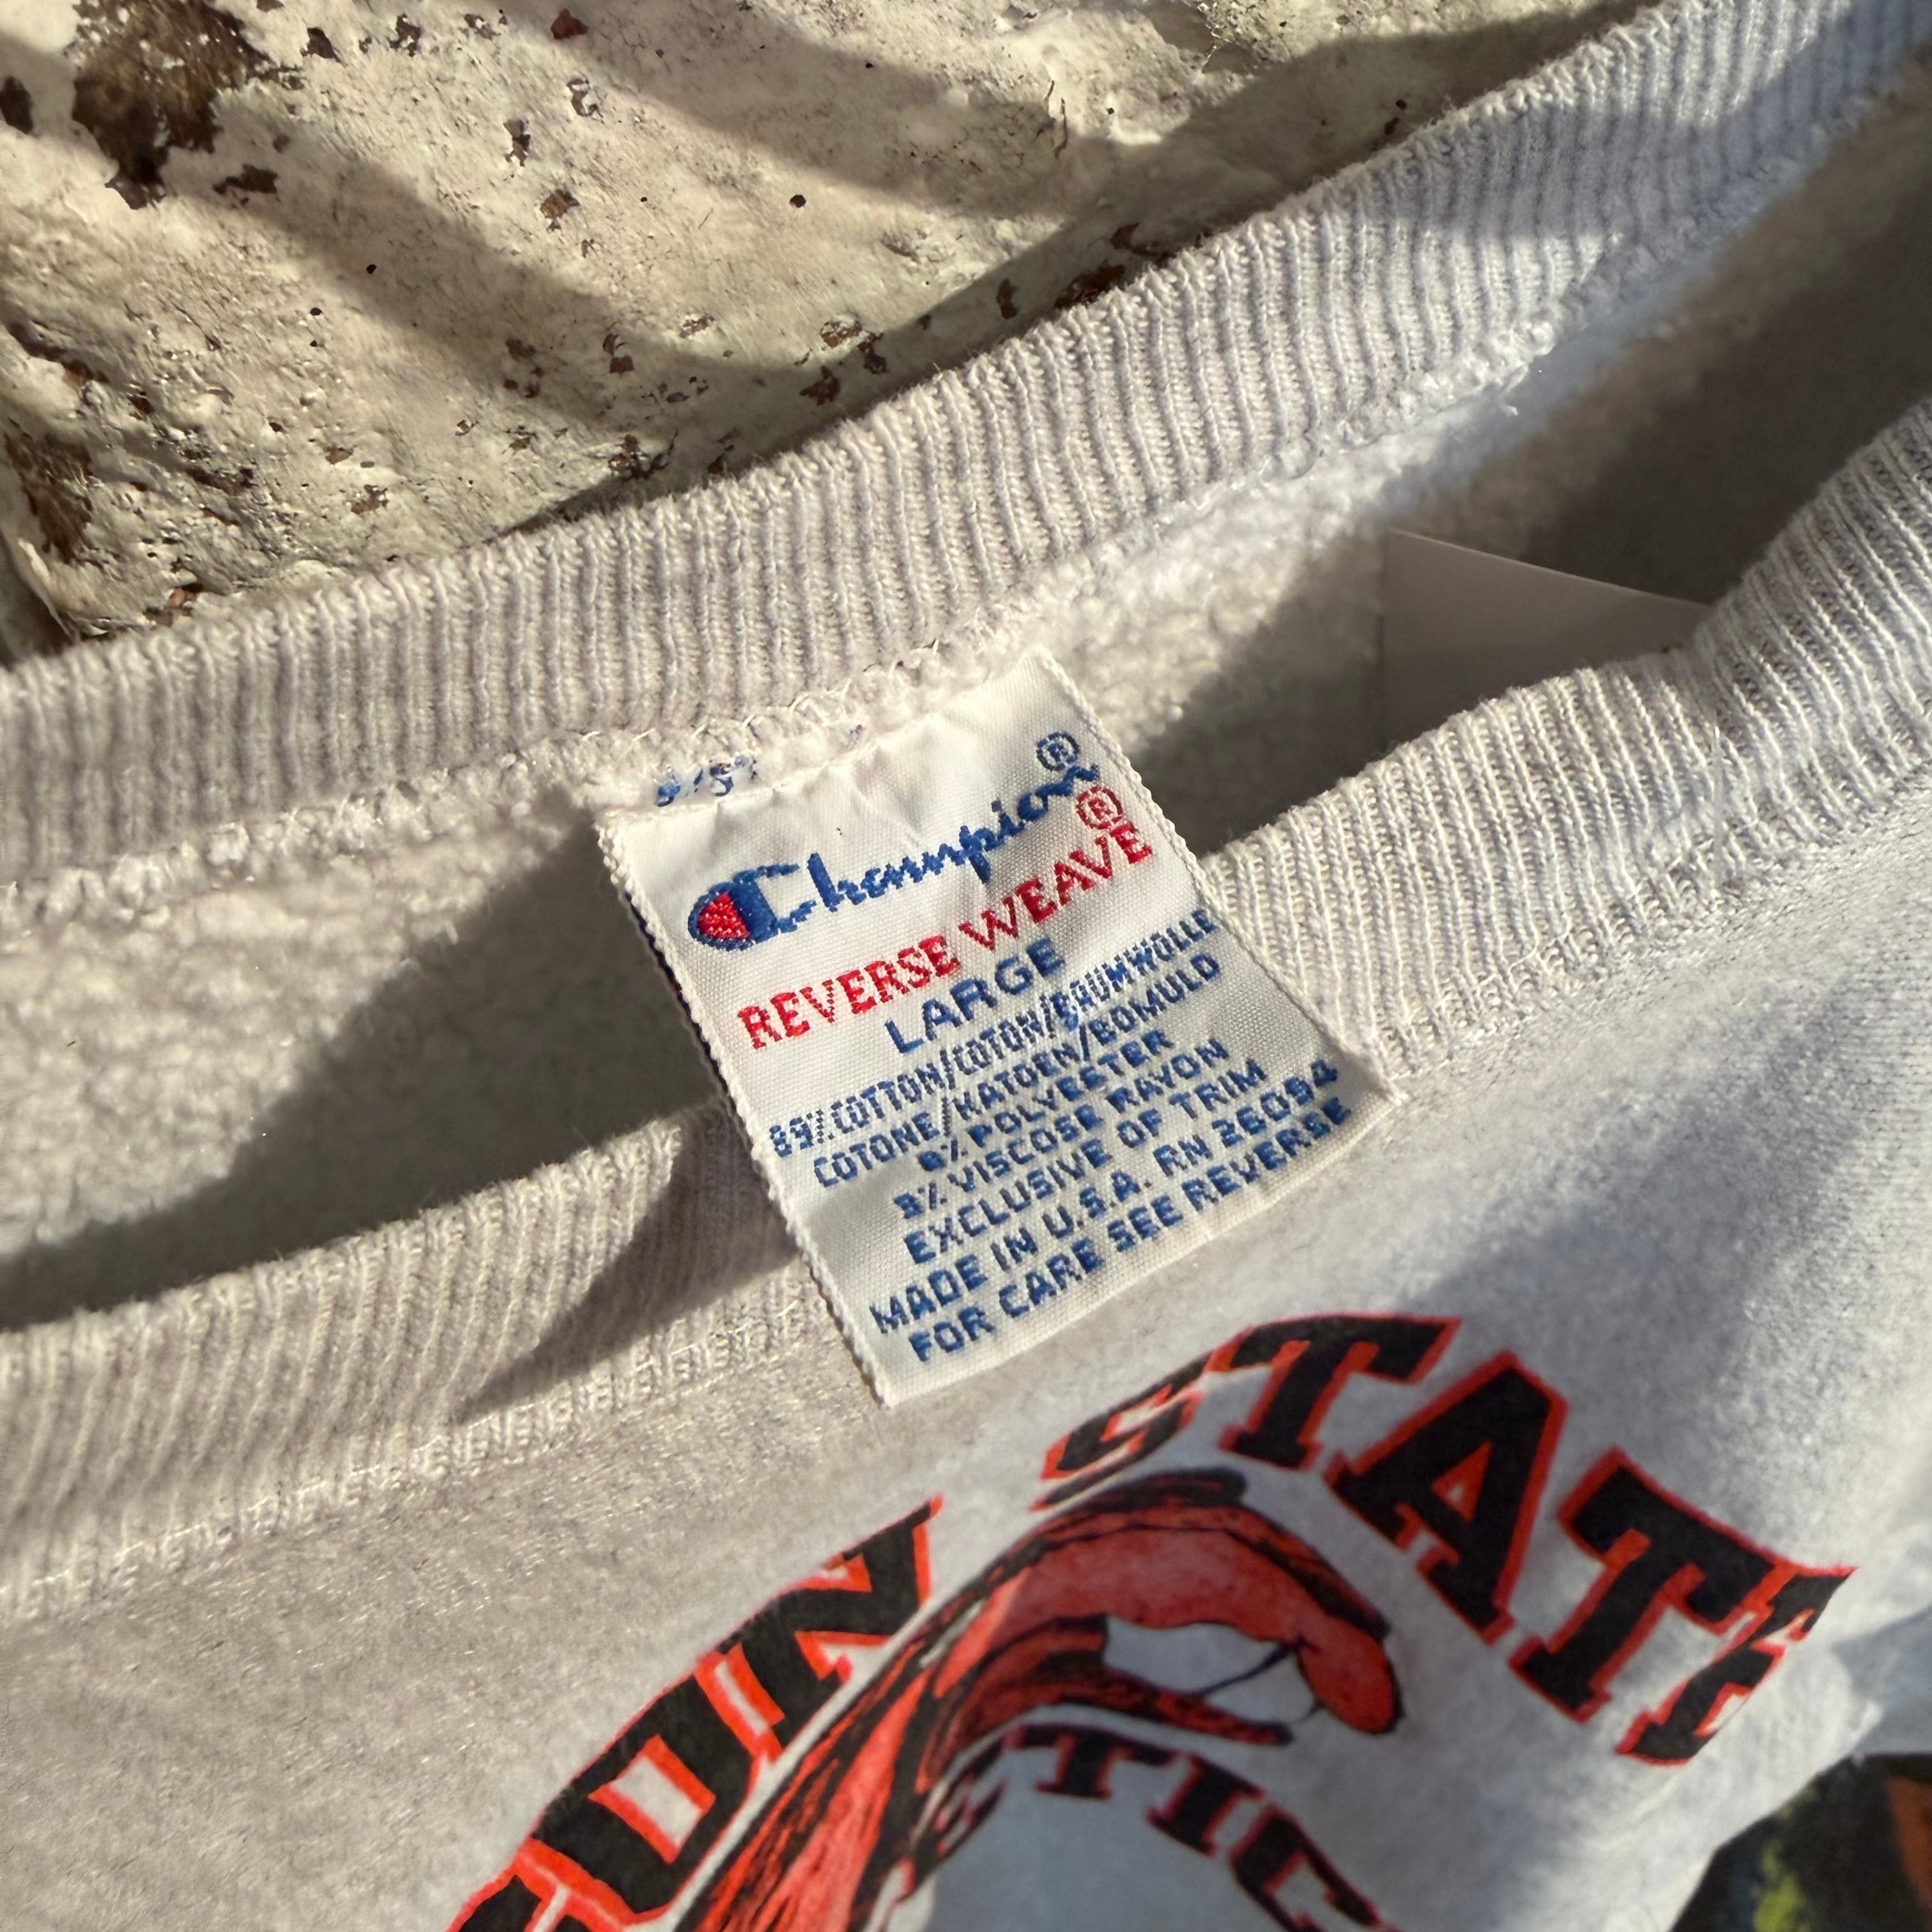 Champion®
REVERSE WEAVE®
LARGE
89% COTTON/COTON/BAUMWOLLE
COTONE/KATOEN/BOMULD
8% POLYESTER
3% VISCOSE RAYON
EXCLUSIVE OF TRIM
MADE IN U.S.A. RN 26094
FOR CARE SEE REVERSE
STATE